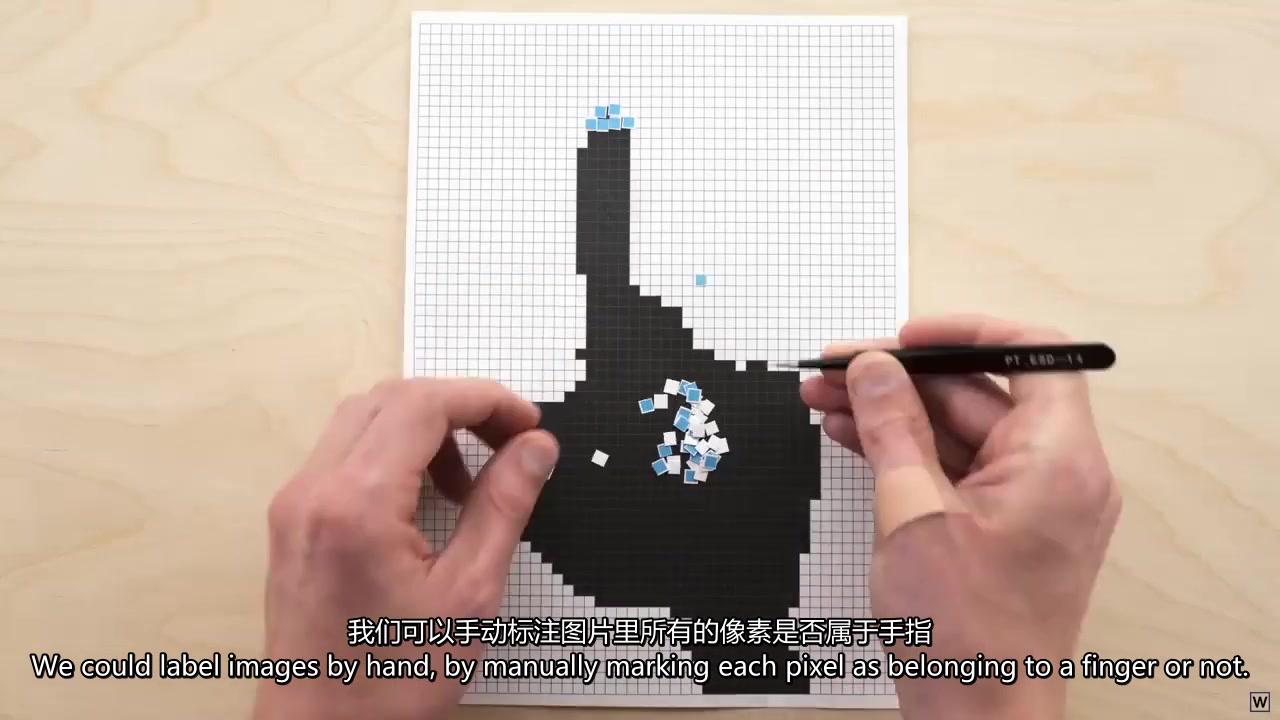 PT.68D-14
我们可以手动标注图片里所有的像素是否属于手指
We could label images by hand, by manually marking each pixel as belonging to a finger or not.
W